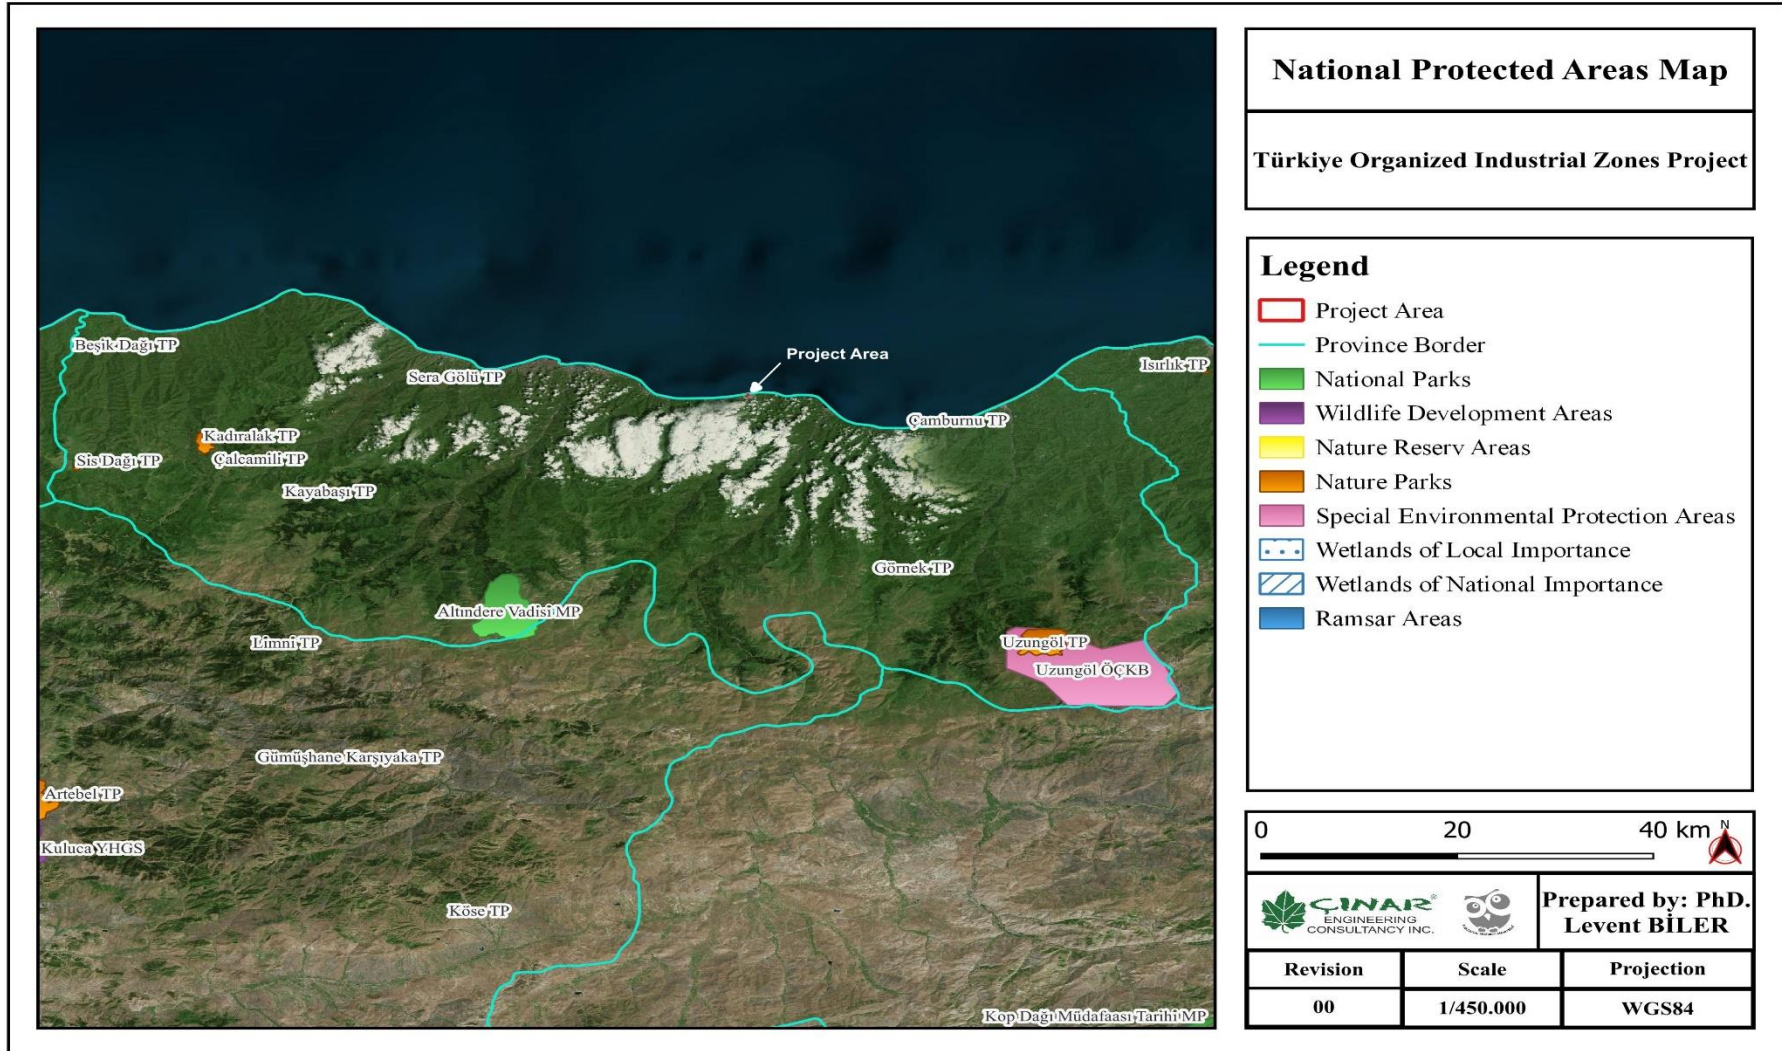 National Protected Areas Map
Türkiye Organized Industrial Zones Project
Beşik Dağı TP
Sera Gölü TP
Project Area
Isırlık TP
Çamburnu TP
Kadıralak TP
Sis Dağı TP
Çalcamili TP
Kayabaşı TP
Görnek TP
Altındere Vadisi MP
Limni TP
Uzungöl TP
Uzungöl ÖÇKB
Gümüşhane Karşıyaka TP
Artebel TP
Kuluca YHGS
Köse TP
Kop Dağı Müdafaası Tarihi MP
Legend
Project Area
Province Border
National Parks
Wildlife Development Areas
Nature Reserv Areas
Nature Parks
Special Environmental Protection Areas
Wetlands of Local Importance
Wetlands of National Importance
Ramsar Areas
0 20 40 km N
ÇINAR®
ENGINEERING
CONSULTANCY INC.
Prepared by: PhD.
Levent BİLER
Revision Scale Projection
00 1/450.000 WGS84